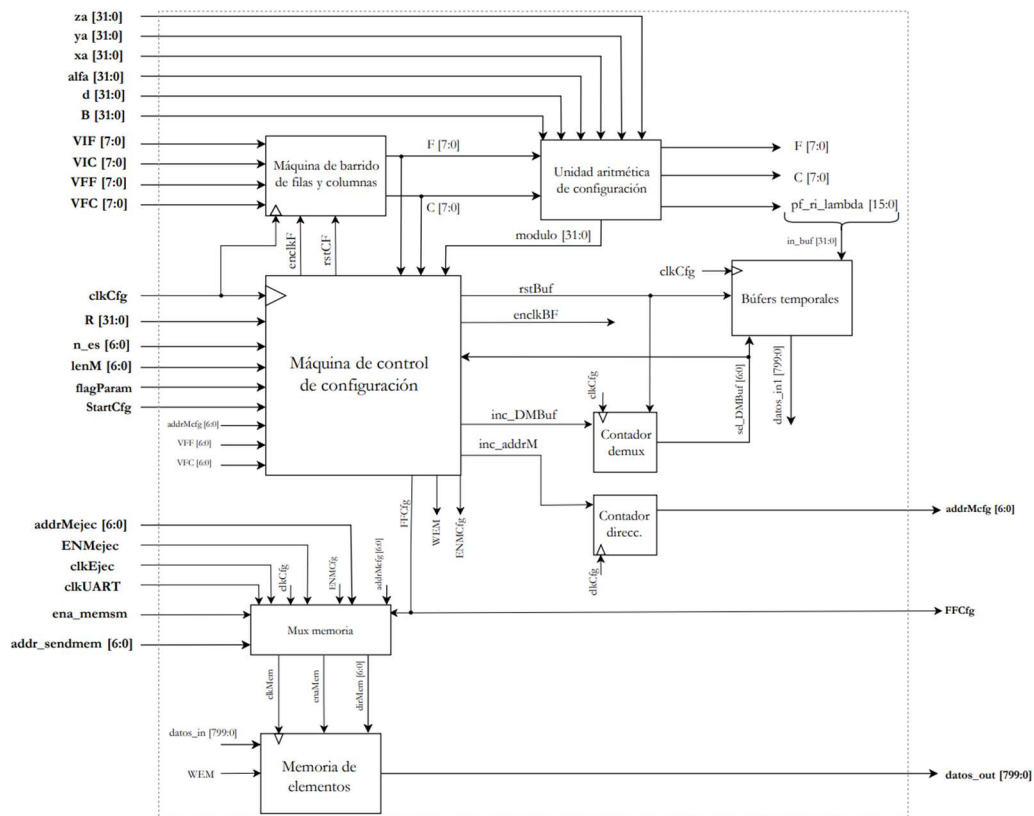 za [31:0]
ya [31:0]
xa [31:0]
alfa [31:0]
d [31:0]
B [31:0]
VIF [7:0]
VIC [7:0]
VFF [7:0]
VFC [7:0]
Máquina de barrido
de filas y columnas
F [7:0]
C [7:0]
Unidad aritmética
de configuración
F [7:0]
C [7:0]
pf_ri_lambda [15:0]
in_buf [31:0]
enclkF
rstCF
modulo [31:0]
clkCfg
R [31:0]
n_es [6:0]
lenM [6:0]
flagParam
StartCfg
addrMcfg [6:0]
VFF [6:0]
VFC [6:0]
Máquina de control
de configuración
rstBuf
enclkBF
inc_DMBuf
inc_addrM
clkCfg
Búfers temporales
sd_DMBuf [6:0]
datos_in1 [799:0]
clkCfg
Contador
demux
Contador
direcc.
clkCfg
addrMcfg [6:0]
FFCfg
WEM
ENMCfg
addrMejec [6:0]
ENMejec
clkEjec
clkUART
ena_memsm
addr_sendmem [6:0]
clkCfg
ENMCfg
addrMcfg [6:0]
Mux memoria
FFCfg
clkMem
enaMem
dirMem [6:0]
datos_in [799:0]
WEM
Memoria de
elementos
datos_out [799:0]